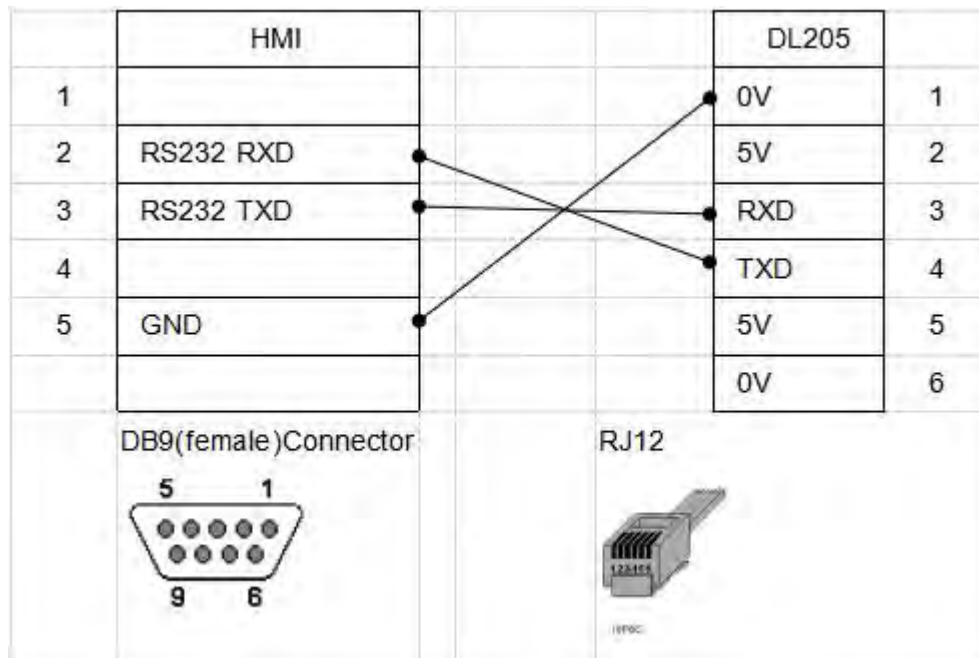 HMI DL205
1 0V 1
2 RS232 RXD 5V 2
3 RS232 TXD RXD 3
4 TXD 4
5 GND 5V 5
0V 6
DB9(female)Connector RJ12
5 1
123456
9 6